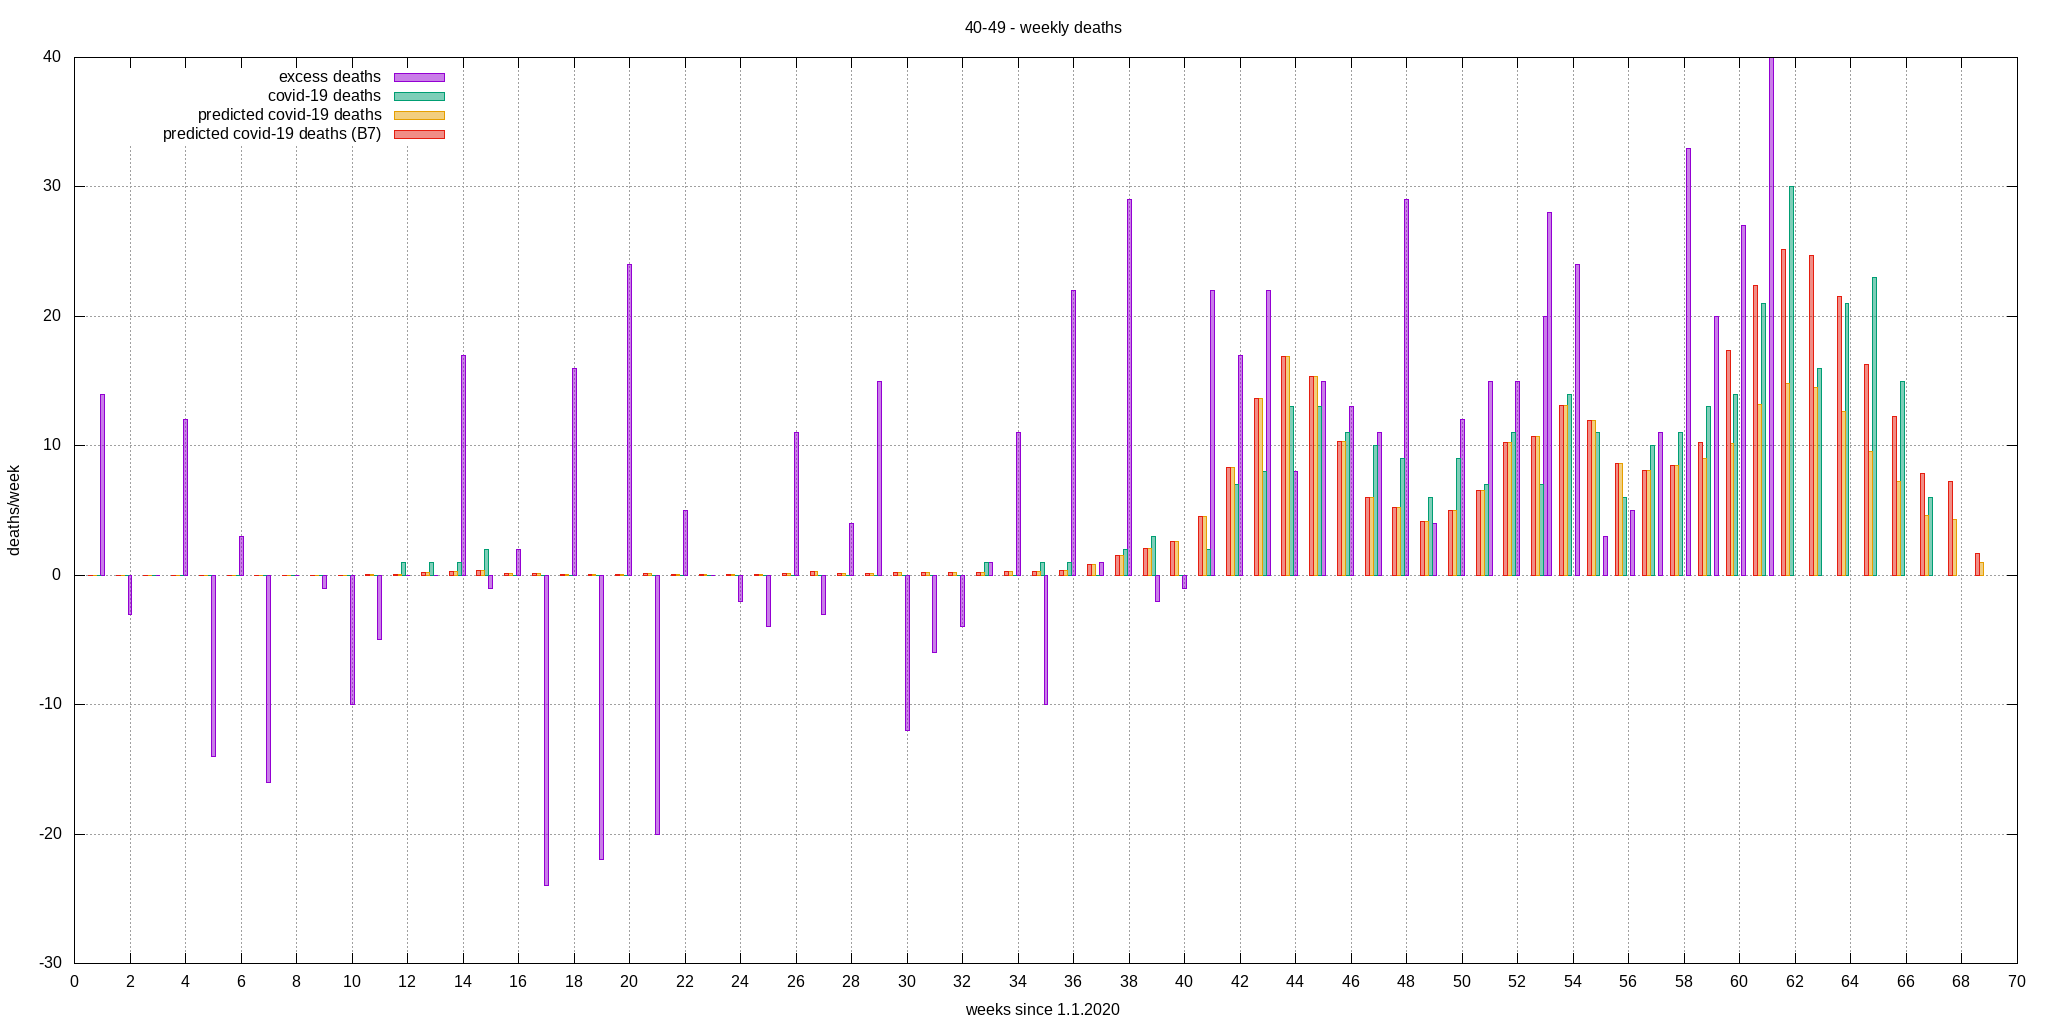 40-49 - weekly deaths
excess deaths
covid-19 deaths
predicted covid-19 deaths
predicted covid-19 deaths (B7)
40
30
20
10
0
-10
-20
-30
deaths/week
0 2 4 6 8 10 12 14 16 18 20 22 24 26 28 30 32 34 36 38 40 42 44 46 48 50 52 54 56 58 60 62 64 66 68 70
weeks since 1.1.2020